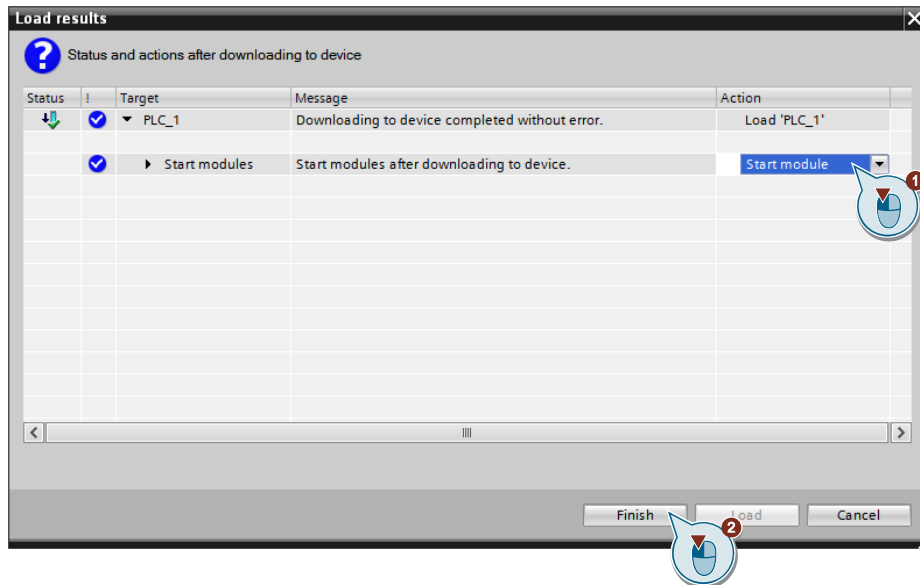 Load results
Status and actions after downloading to device
Status ! Target Message Action
PLC_1 Downloading to device completed without error. Load 'PLC_1'
Start modules Start modules after downloading to device. Start module
1
Finish Load Cancel
2